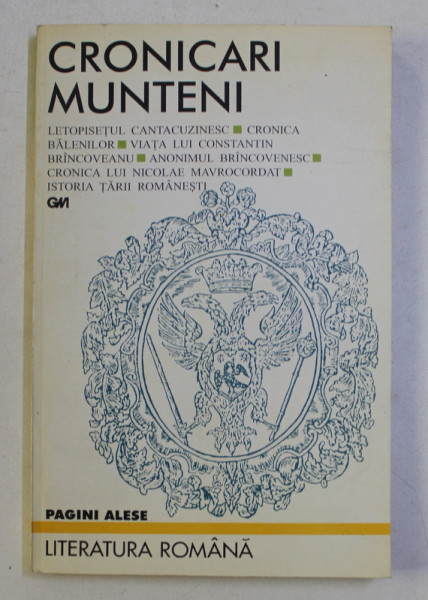 CRONICARI
MUNTENI
LETOPISEȚUL CANTACUZINESC ■ CRONICA
BĂLENILOR ■ VIAȚA LUI CONSTANTIN
BRÎNCOVEANU ■ ANONIMUL BRÎNCOVENESC ■
CRONICA LUI NICOLAE MAVROCORDAT ■
ISTORIA ȚĂRII ROMÂNEȘTI
GM
PAGINI ALESE
LITERATURA ROMÂNĂ